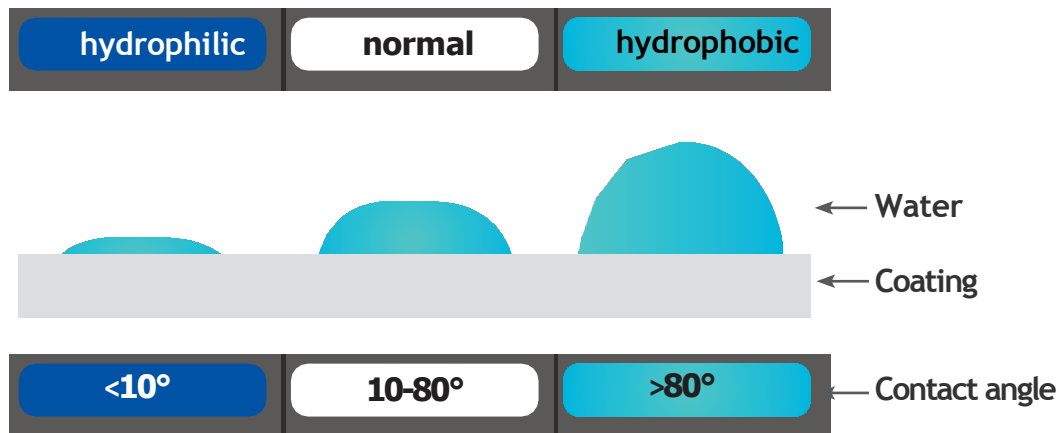 hydrophilic
normal
hydrophobic
Water
Coating
<10°
10-80°
>80°
Contact angle